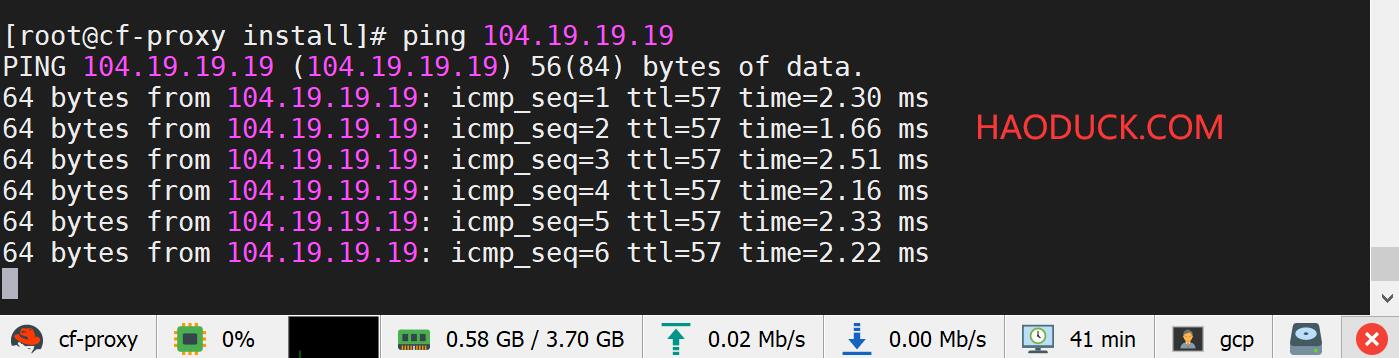 [root@cf-proxy install]# ping 104.19.19.19
PING 104.19.19.19 (104.19.19.19) 56(84) bytes of data.
64 bytes from 104.19.19.19: icmp_seq=1 ttl=57 time=2.30 ms
64 bytes from 104.19.19.19: icmp_seq=2 ttl=57 time=1.66 ms
HAODUCK.COM
64 bytes from 104.19.19.19: icmp_seq=3 ttl=57 time=2.51 ms
64 bytes from 104.19.19.19: icmp_seq=4 ttl=57 time=2.16 ms
64 bytes from 104.19.19.19: icmp_seq=5 ttl=57 time=2.33 ms
64 bytes from 104.19.19.19: icmp_seq=6 ttl=57 time=2.22 ms
cf-proxy 0% 0.58 GB / 3.70 GB 0.02 Mb/s 0.00 Mb/s 41 min gcp